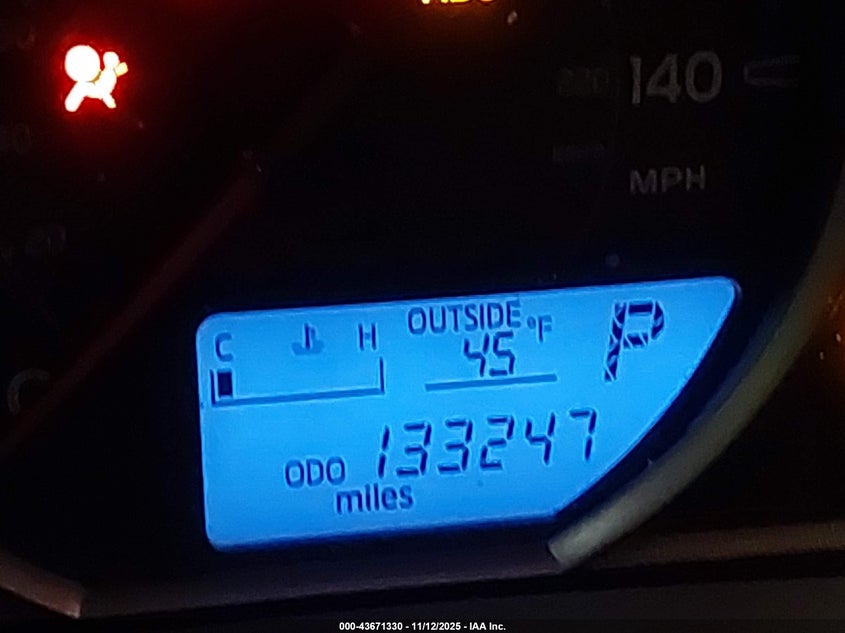 140
MPH
C H OUTSIDE °F P
45
ODO 133247
miles
000-43671330 - 11/12/2025 - IAA Inc.